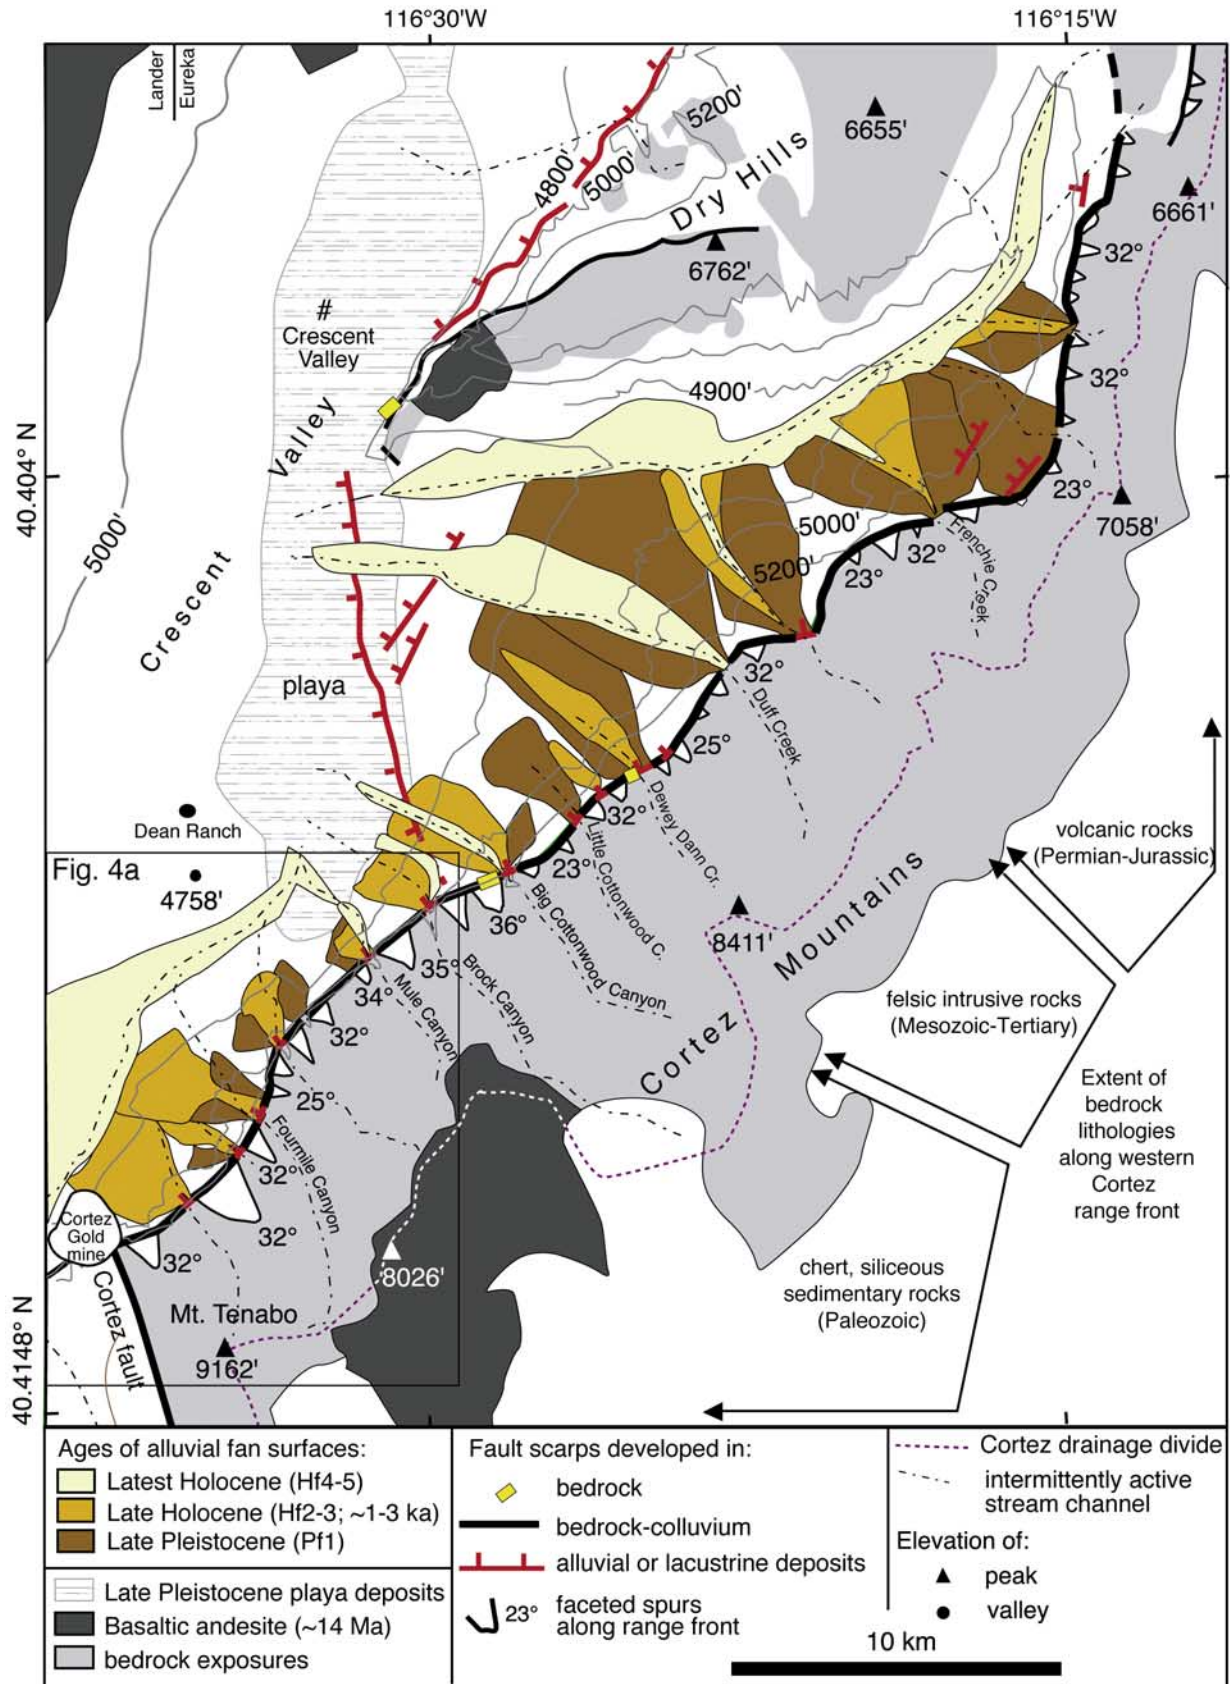 116°30'W
116°15'W
Lander
Eureka
5200'
6655'
4800'
5000'
Dry Hills
6661'
32°
6762'
#
Crescent
Valley
32°
4900'
Valley
40.404° N
23°
7058'
5000'
5000'
32°
Frenchie Creek
5200'
23°
Crescent
32°
playa
Duff Creek
25°
Dewey Dann Cr.
32°
Dean Ranch
Little Cottonwood C.
volcanic rocks
(Permian-Jurassic)
Fig. 4a
23°
4758'
Big Cottonwood Canyon
36°
8411'
Mountains
35°
Brock Canyon
34°
Mule Canyon
felsic intrusive rocks
(Mesozoic-Tertiary)
32°
Cortez
Extent of
bedrock
lithologies
along western
Cortez
range front
25°
Fourmile Canyon
32°
Cortez
Gold
mine
32°
32°
chert, siliceous
sedimentary rocks
(Paleozoic)
8026'
Cortez fault
Mt. Tenabo
9162'
40.4148° N
Ages of alluvial fan surfaces:
Latest Holocene (Hf4-5)
Late Holocene (Hf2-3; ~1-3 ka)
Late Pleistocene (Pf1)
Late Pleistocene playa deposits
Basaltic andesite (~14 Ma)
bedrock exposures
Fault scarps developed in:
bedrock
bedrock-colluvium
alluvial or lacustrine deposits
23°
faceted spurs
along range front
Cortez drainage divide
intermittently active
stream channel
Elevation of:
peak
valley
10 km